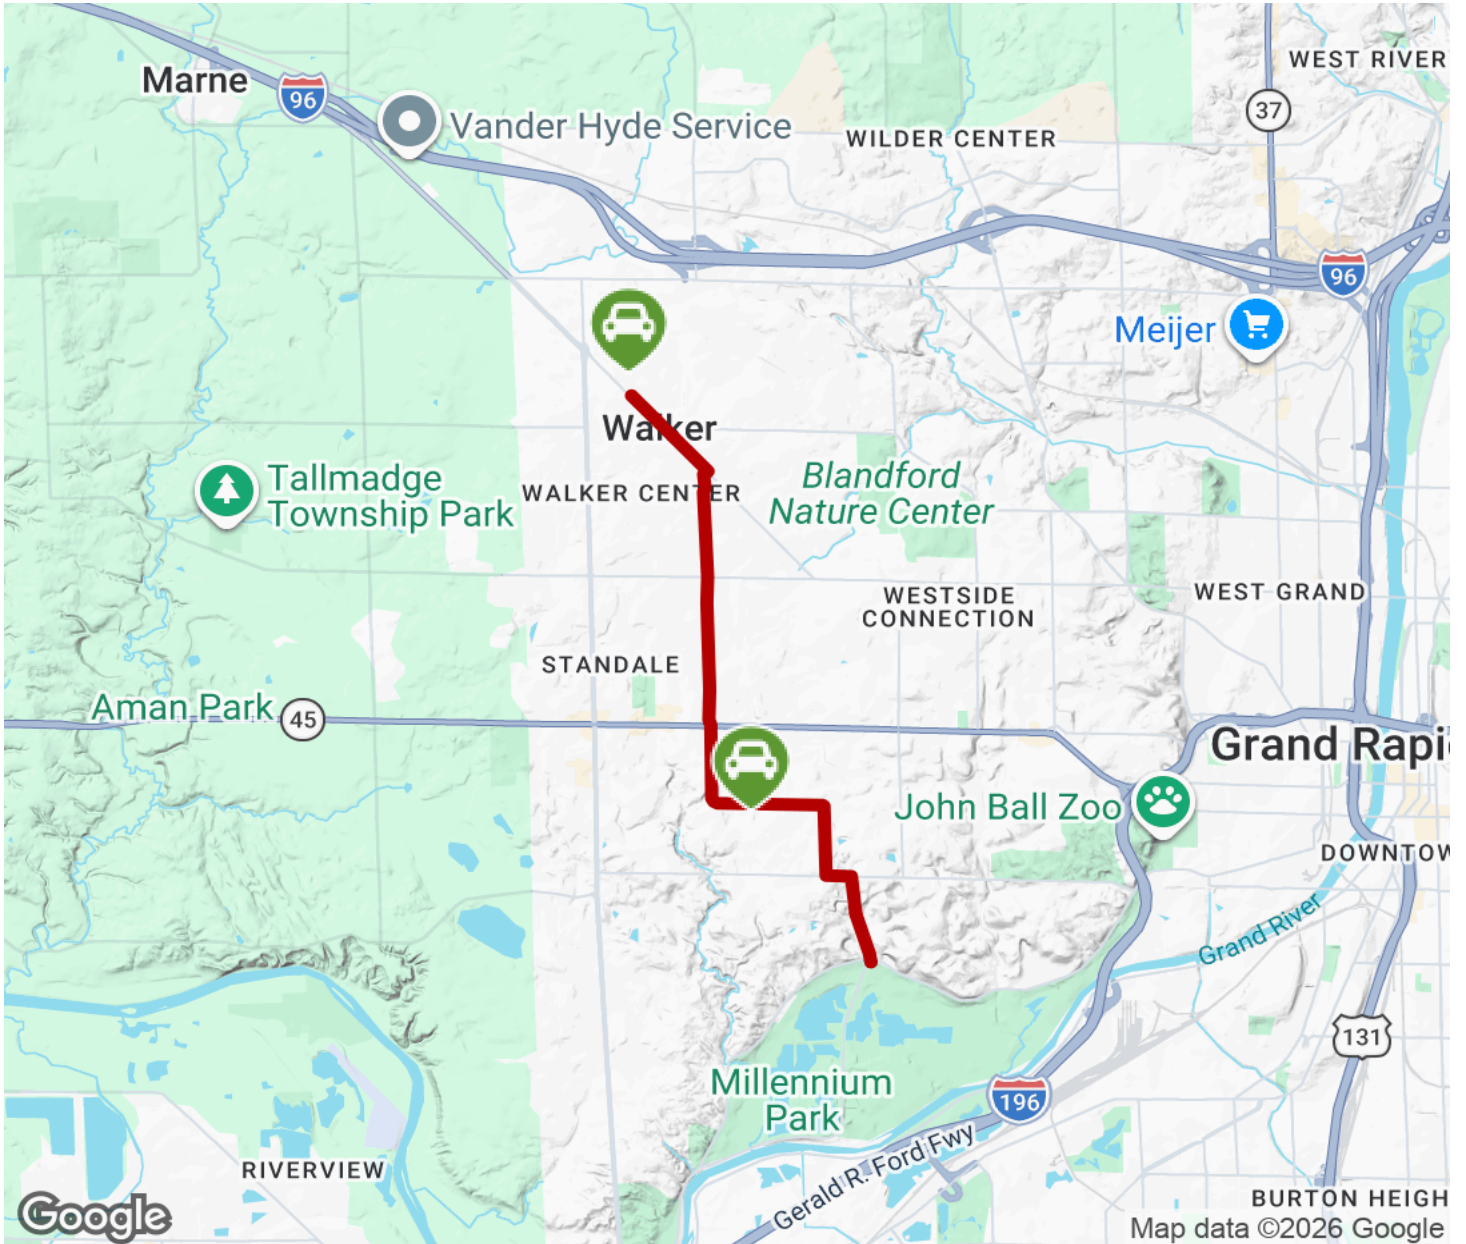 WEST RIVER
Marne
96
37
Vander Hyde Service
WILDER CENTER
96
Meijer
Walker
Tallmadge
Township Park
WALKER CENTER
Blandford
Nature Center
WESTSIDE
CONNECTION
WEST GRAND
STANDALE
Aman Park
45
Grand Rapi
John Ball Zoo
DOWNTOW
Grand River
131
Millennium
Park
196
Gerald R. Ford Fwy
RIVERVIEW
BURTON HEIGH
Google
Map data ©2026 Google